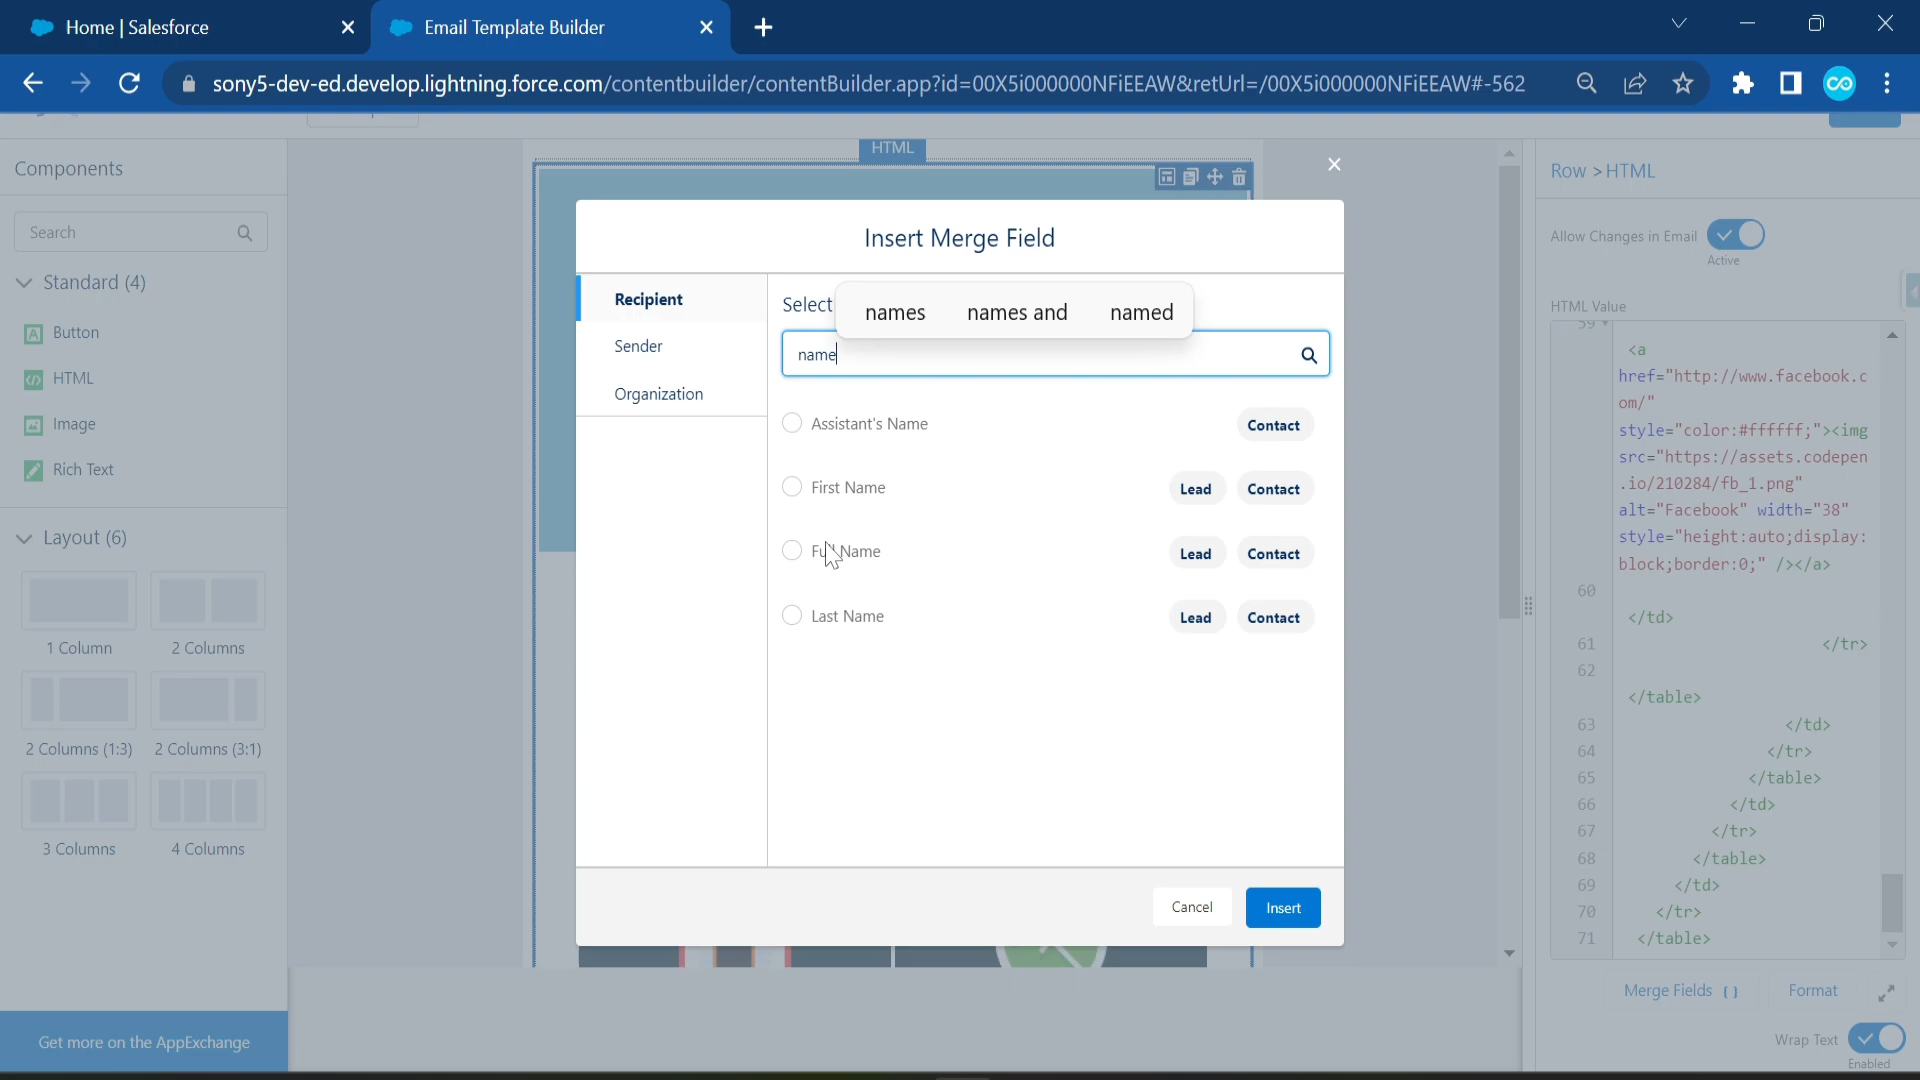 Home | Salesforce
Email Template Builder
sony5-dev-ed.develop.lightning.force.com/contentbuilder/contentBuilder.app?id=00X5i000000NFiEEAW&retUrl=/00X5i000000NFiEEAW#-562
Components
Search
Standard (4)
Button
HTML
Image
Rich Text
Layout (6)
1 Column
2 Columns
2 Columns (1:3)
2 Columns (3:1)
3 Columns
4 Columns
Get more on the AppExchange
HTML
Insert Merge Field
Recipient
Sender
Organization
Select
names names and named
name
Assistant's Name Contact
First Name Lead Contact
Full Name Lead Contact
Last Name Lead Contact
Cancel Insert
Row > HTML
Allow Changes in Email
Active
HTML Value
59
<a
href="http://www.facebook.c
om/"
style="color:#ffffff;"><img
src="https://assets.codepen
.io/210284/fb_1.png"
alt="Facebook" width="38"
style="height:auto;display:
block;border:0;" /></a>
60
</td>
61 </tr>
62
</table>
63 </td>
64 </tr>
65 </table>
66 </td>
67 </tr>
68 </table>
69 </td>
70 </tr>
71 </table>
Merge Fields { } Format
Wrap Text
Enabled